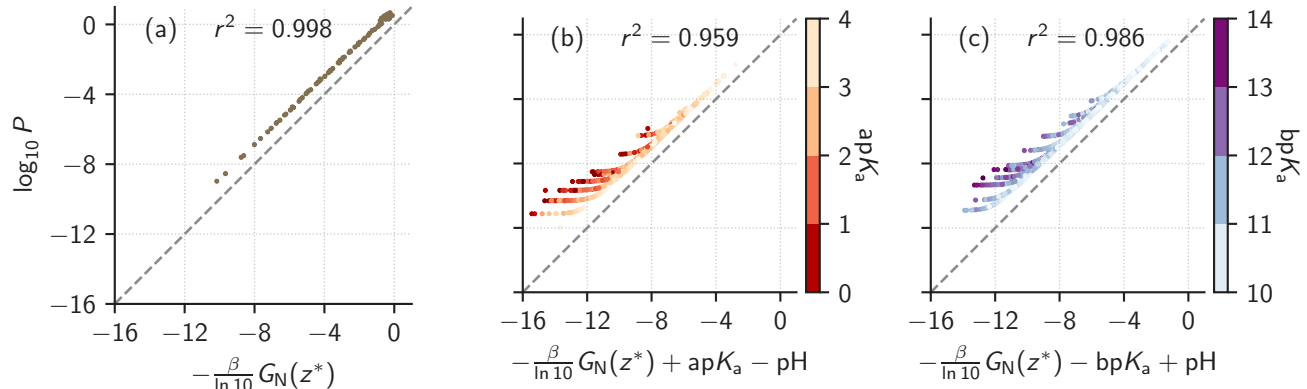 (a) r² = 0.998
log₁₀ P
0
−4
−8
−12
−16
−16 −12 −8 −4 0
−β/ln 10 G_N(z*)
(b) r² = 0.959
−16 −12 −8 −4 0
−β/ln 10 G_N(z*) + apK_a − pH
4
3
2
1
0
apK_a
(c) r² = 0.986
−16 −12 −8 −4 0
−β/ln 10 G_N(z*) − bpK_a + pH
14
13
12
11
10
bpK_a